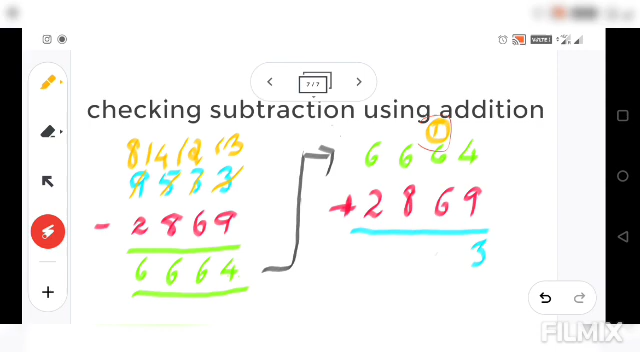 VoLTE
7 / 7
checking subtraction using addition
1
8 14 12 13
9 5 3 3
6 6 6 4
- 2 8 6 9
+ 2 8 6 9
6 6 6 4
3
FILMIX